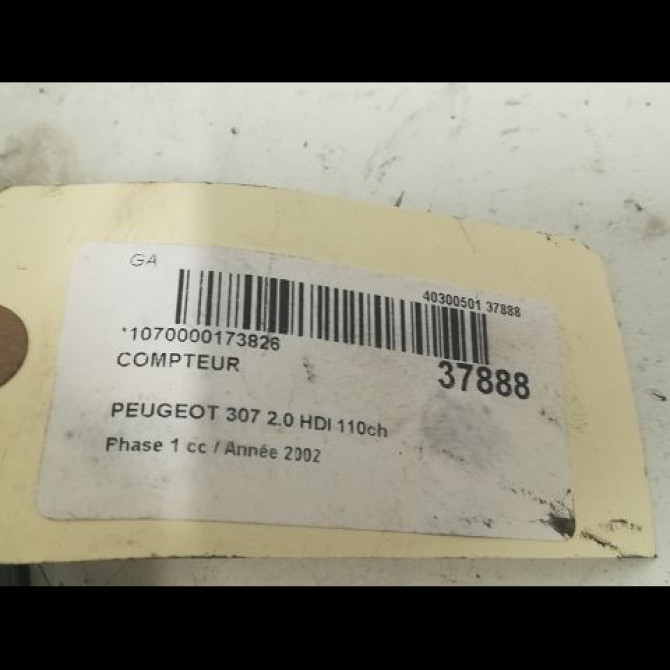 GA
40300501 37888
*1070000173826
COMPTEUR
37888
PEUGEOT 307 2.0 HDI 110ch
Phase 1 cc / Année 2002